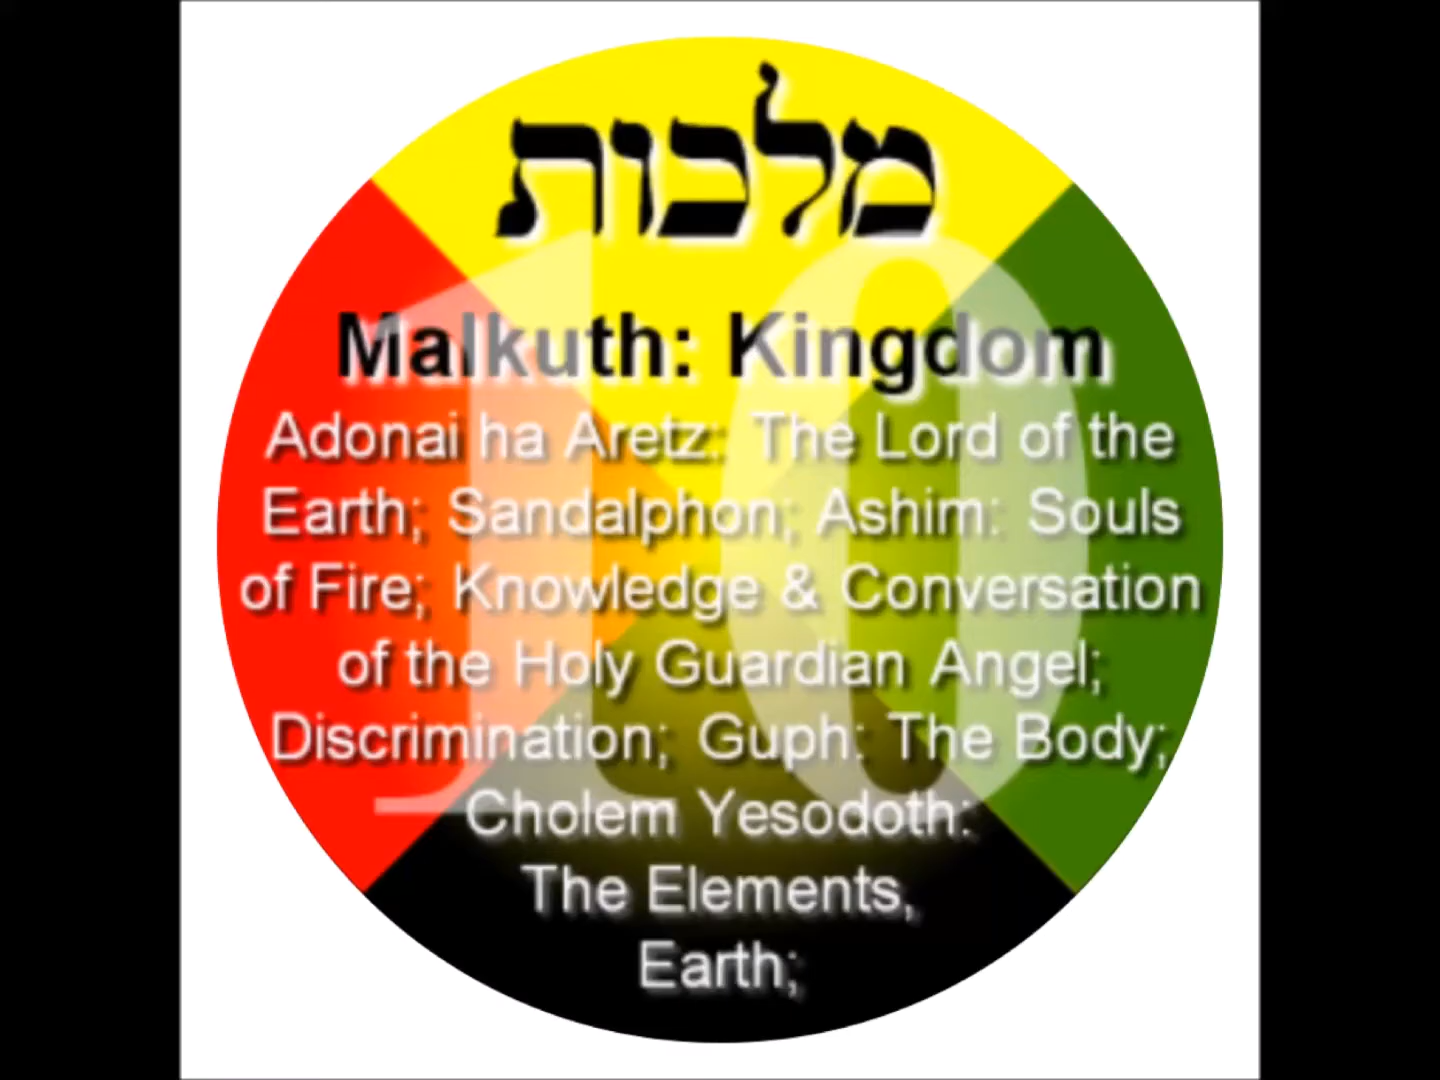 מלכות
10
Malkuth: Kingdom
Adonai ha Aretz: The Lord of the
Earth; Sandalphon; Ashim: Souls
of Fire; Knowledge & Conversation
of the Holy Guardian Angel;
Discrimination; Guph: The Body;
Cholem Yesodoth:
The Elements,
Earth;